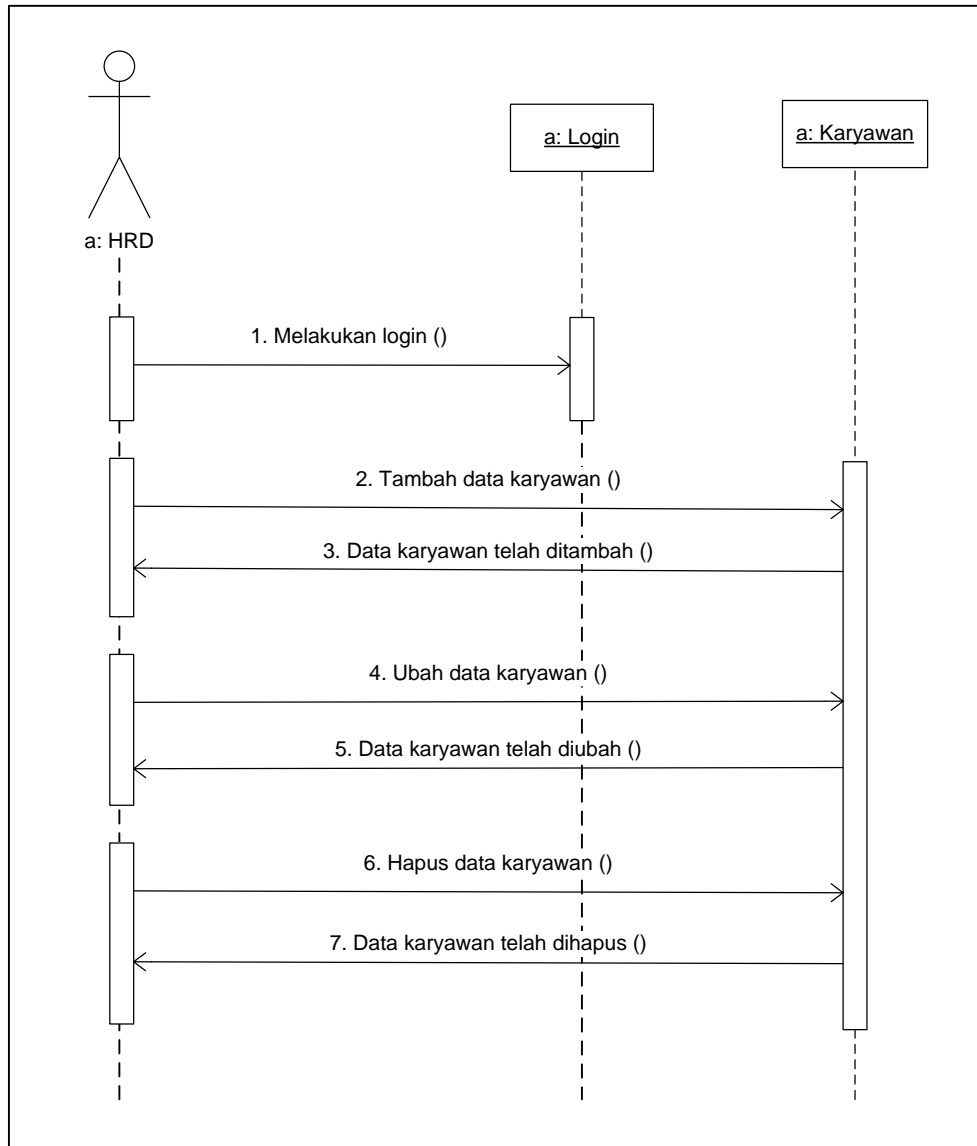 a: Login
a: Karyawan
a: HRD
1. Melakukan login ()
2. Tambah data karyawan ()
3. Data karyawan telah ditambah ()
4. Ubah data karyawan ()
5. Data karyawan telah diubah ()
6. Hapus data karyawan ()
7. Data karyawan telah dihapus ()